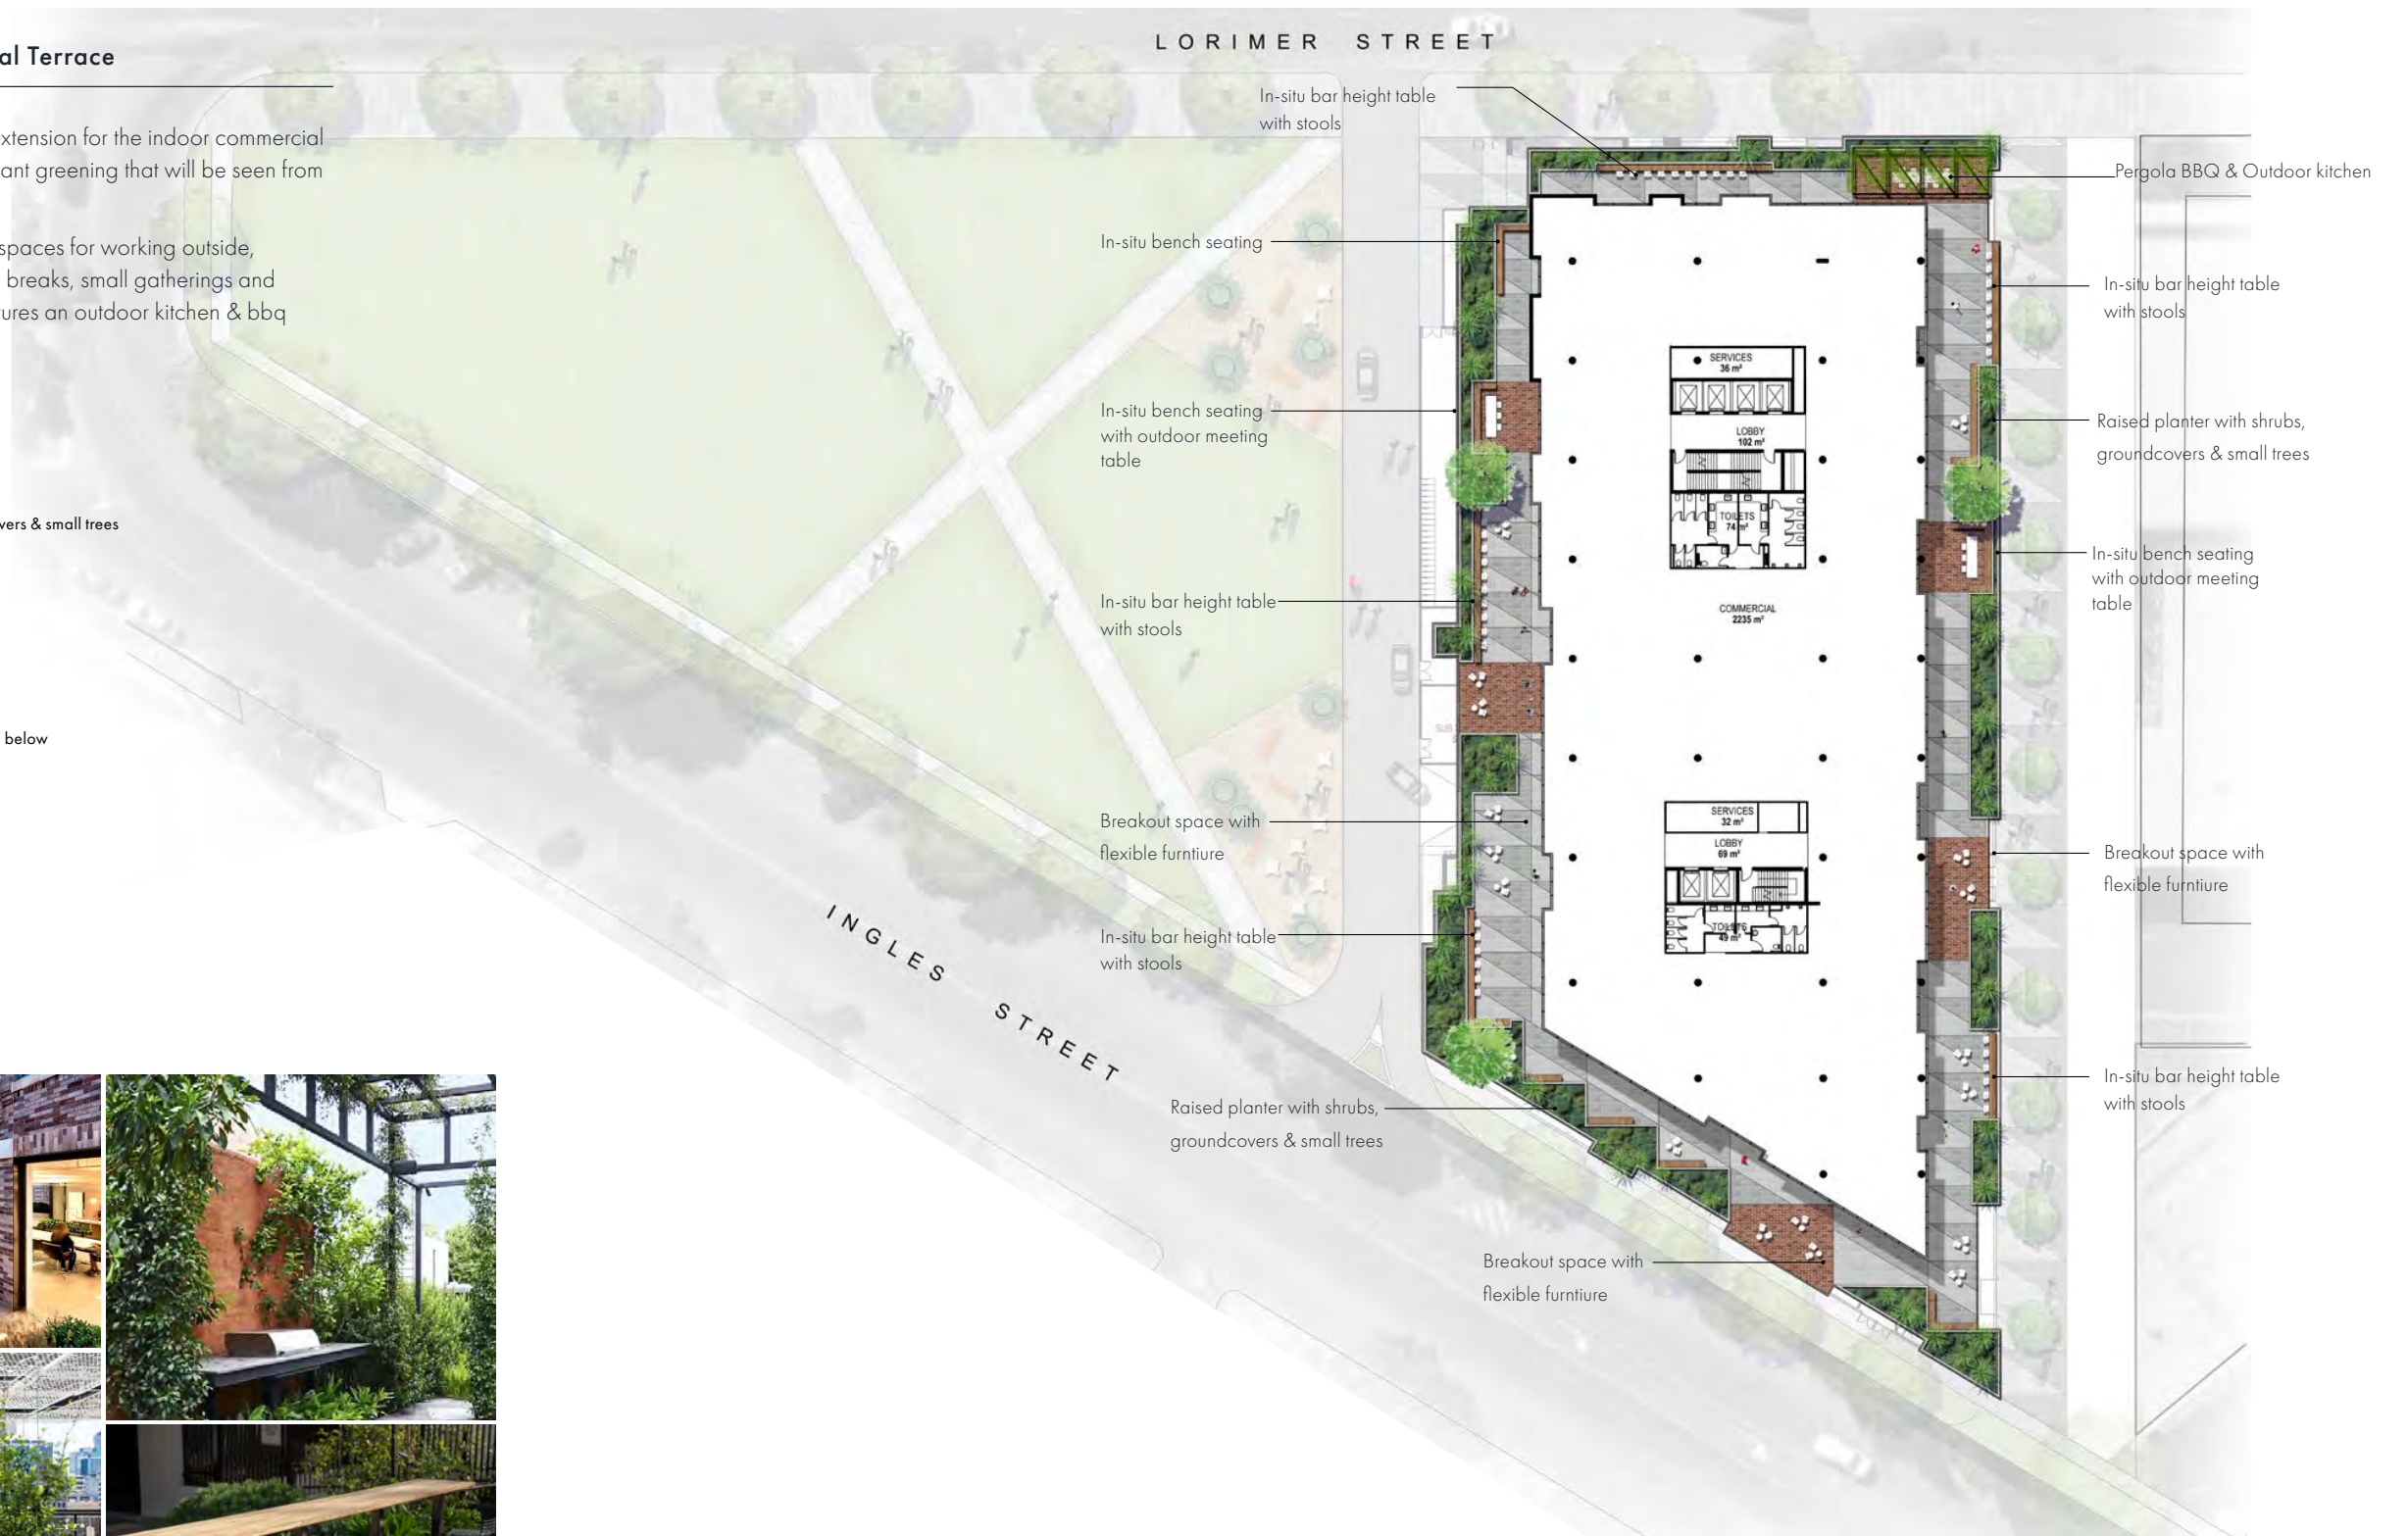 al Terrace
xtension for the indoor commercial
ant greening that will be seen from
spaces for working outside,
breaks, small gatherings and
ures an outdoor kitchen & bbq
vers & small trees
below
LORIMER STREET
In-situ bar height table
with stools
Pergola BBQ & Outdoor kitchen
In-situ bench seating
In-situ bar height table
with stools
In-situ bench seating
with outdoor meeting
table
Raised planter with shrubs,
groundcovers & small trees
In-situ bench seating
with outdoor meeting
table
In-situ bar height table
with stools
Breakout space with
flexible furntiure
Breakout space with
flexible furntiure
In-situ bar height table
with stools
In-situ bar height table
with stools
Raised planter with shrubs,
groundcovers & small trees
Breakout space with
flexible furntiure
INGLES STREET
SERVICES
36 m²
LOBBY
102 m²
TOILETS
74 m²
COMMERCIAL
2235 m²
SERVICES
32 m²
LOBBY
69 m²
TOILETS
49 m²
SUB